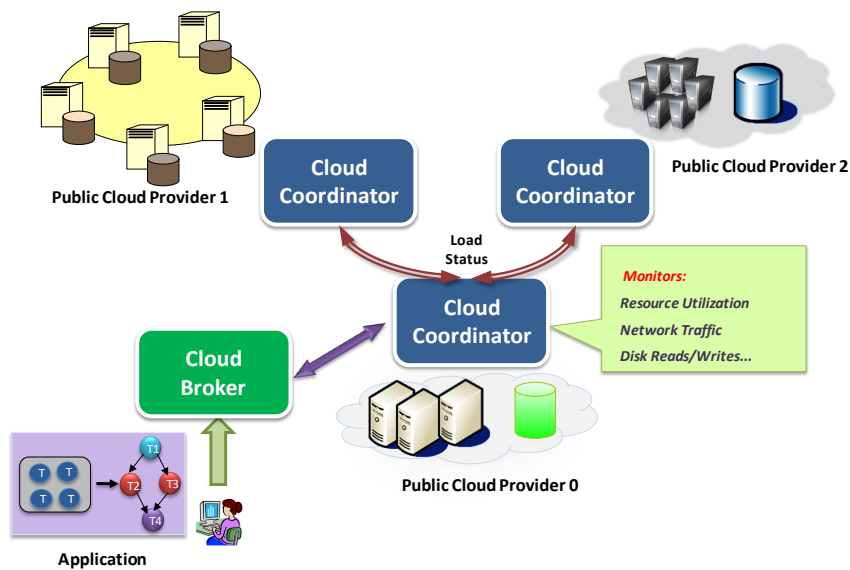 Public Cloud Provider 1
Cloud
Coordinator
Cloud
Coordinator
Public Cloud Provider 2
Load
Status
Cloud
Coordinator
Monitors:
Resource Utilization
Network Traffic
Disk Reads/Writes...
Cloud
Broker
Public Cloud Provider 0
T T
T T
T1
T2 T3
T4
Application